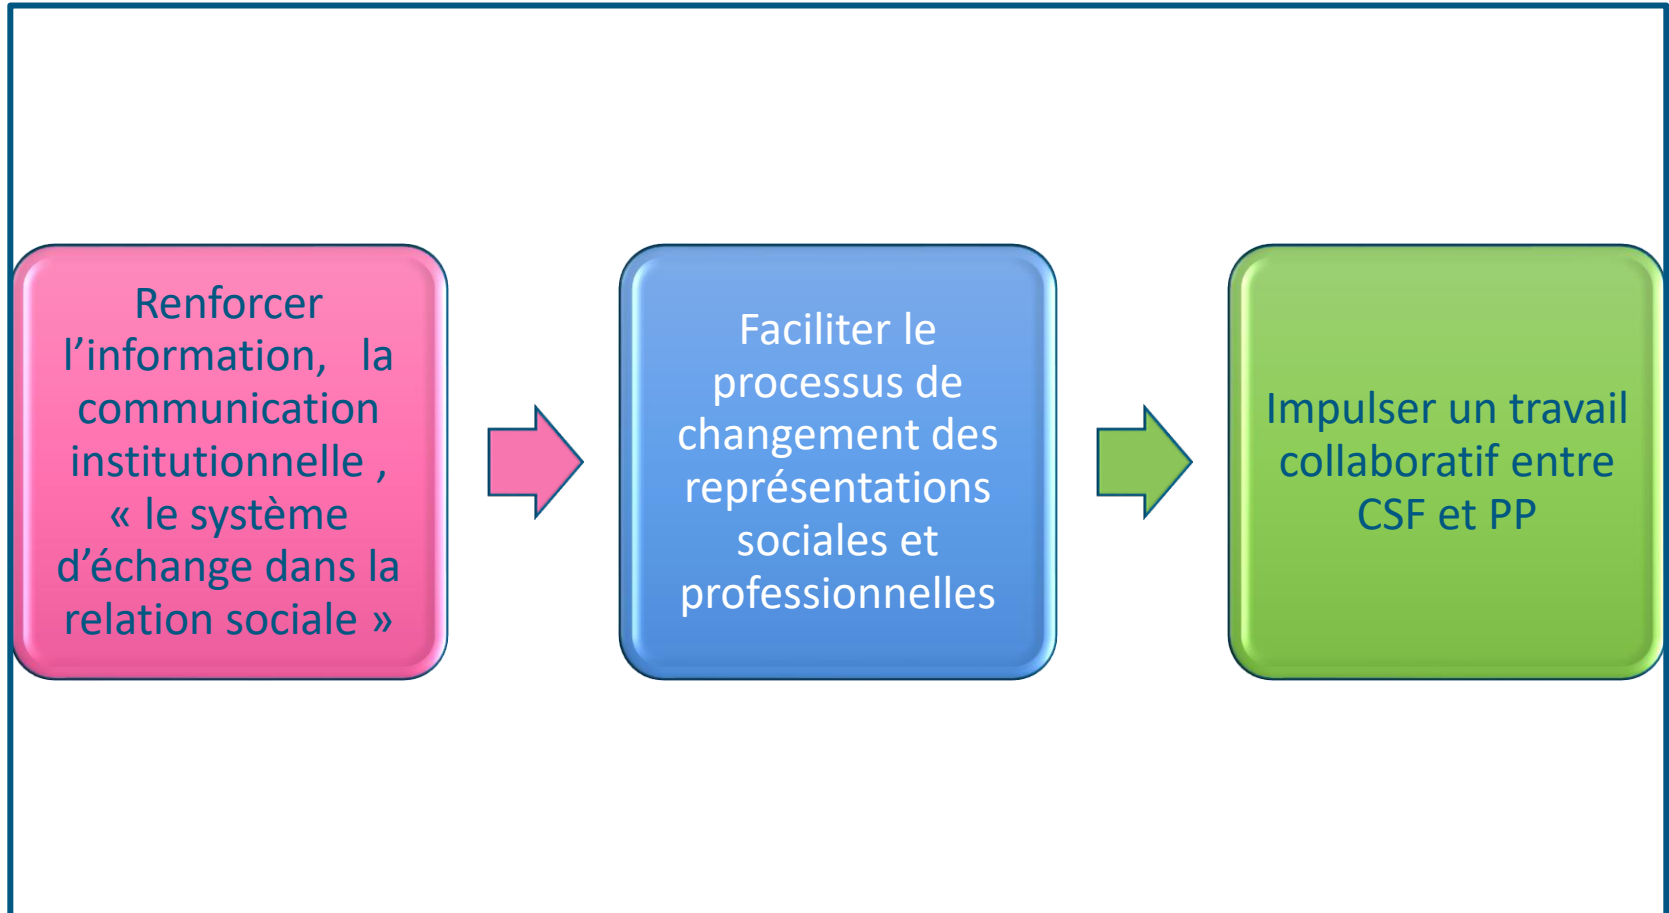 Renforcer
l’information, la
communication
institutionnelle ,
« le système
d’échange dans la
relation sociale »
Faciliter le
processus de
changement des
représentations
sociales et
professionnelles
Impulser un travail
collaboratif entre
CSF et PP